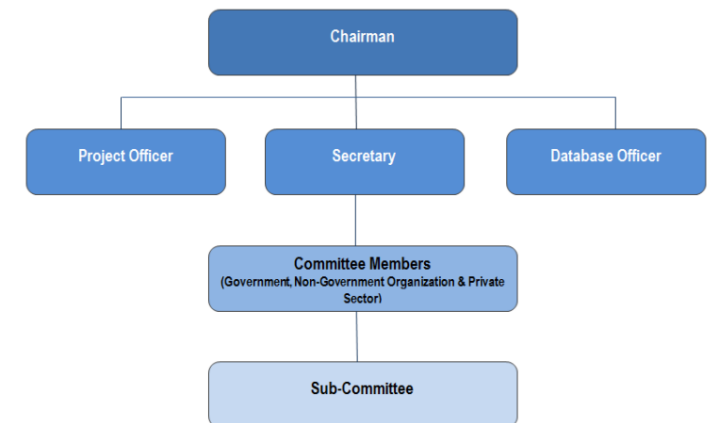 Chairman
Project Officer
Secretary
Database Officer
Committee Members
(Government, Non-Government Organization & Private
Sector)
Sub-Committee